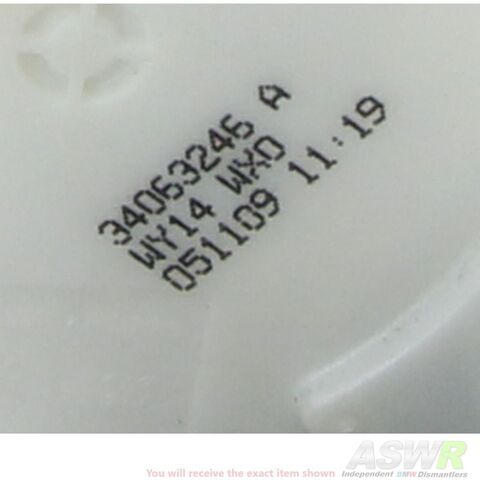 34063246 A
WY14 WXO
051109 11:19
You will receive the exact item shown
ASWR
Independent BMW Dismantlers